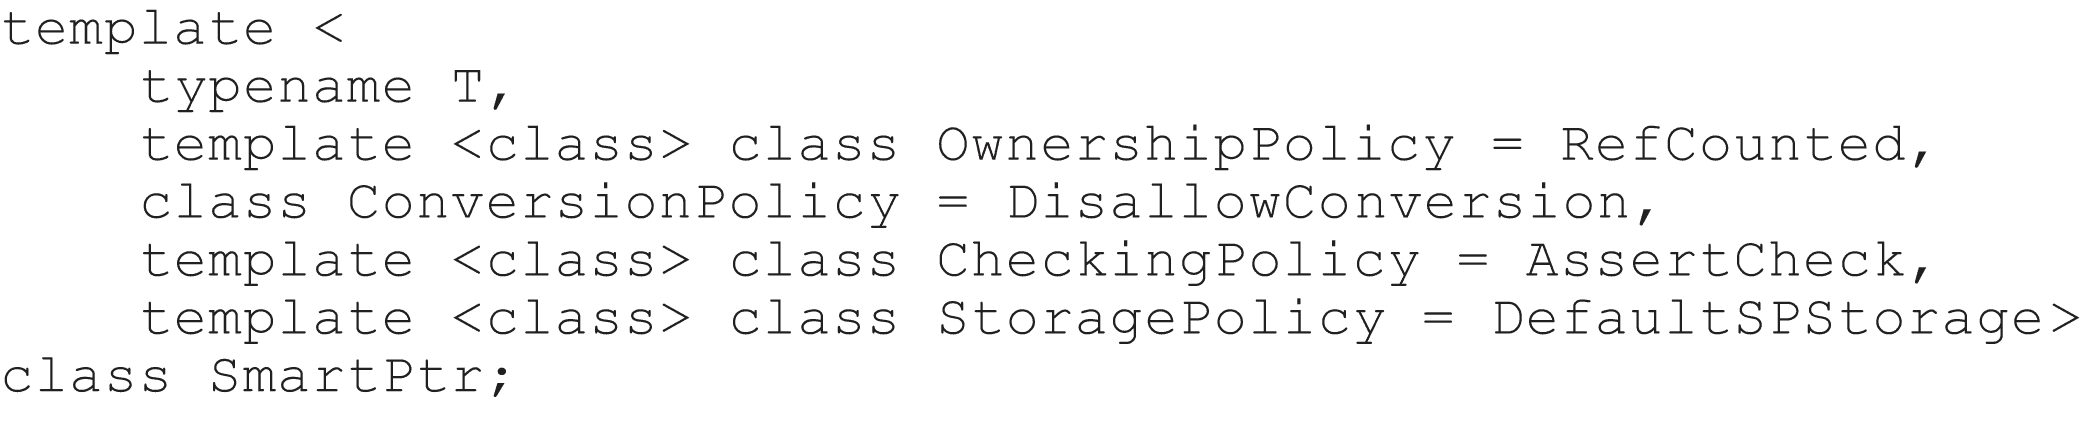 template <
    typename T,
    template <class> class OwnershipPolicy = RefCounted,
    class ConversionPolicy = DisallowConversion,
    template <class> class CheckingPolicy = AssertCheck,
    template <class> class StoragePolicy = DefaultSPStorage>
class SmartPtr;